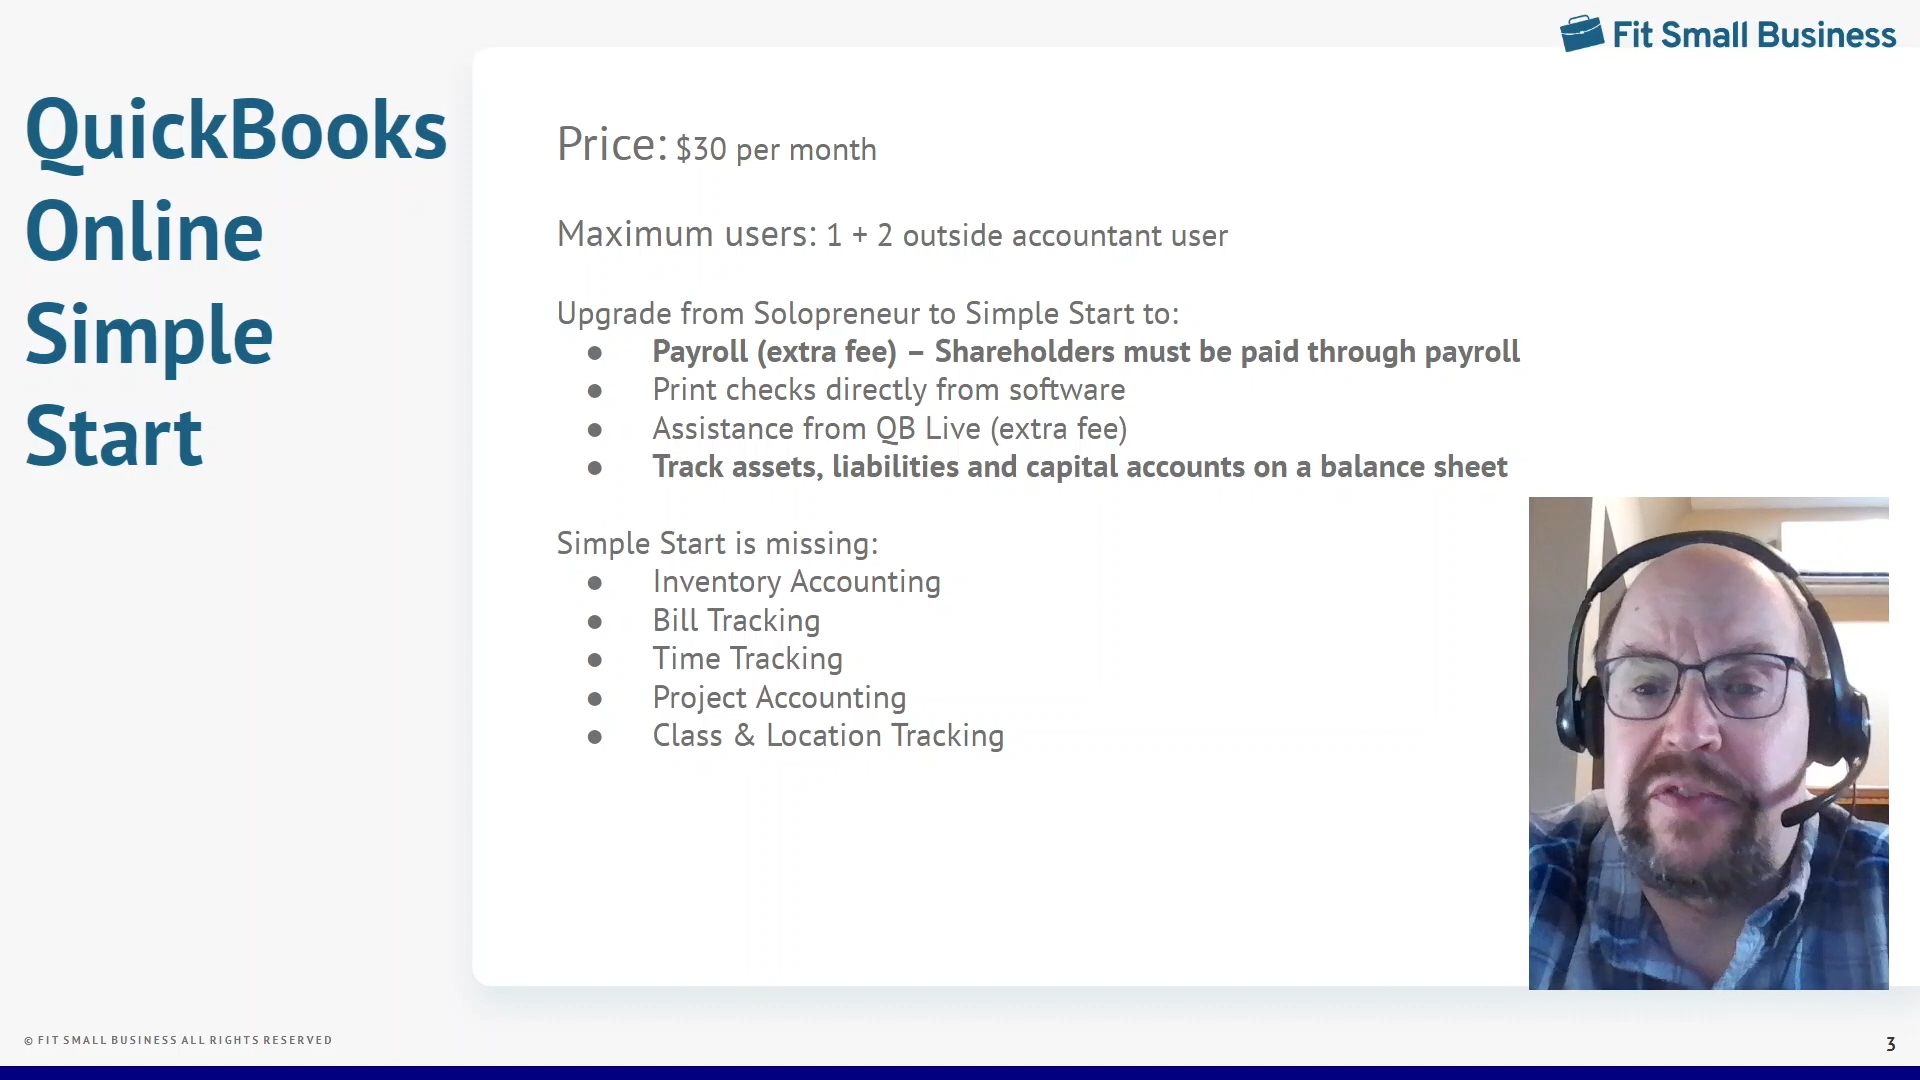 Fit Small Business
QuickBooks
Online
Simple
Start
Price: $30 per month
Maximum users: 1 + 2 outside accountant user
Upgrade from Solopreneur to Simple Start to:
● Payroll (extra fee) – Shareholders must be paid through payroll
● Print checks directly from software
● Assistance from QB Live (extra fee)
● Track assets, liabilities and capital accounts on a balance sheet
Simple Start is missing:
● Inventory Accounting
● Bill Tracking
● Time Tracking
● Project Accounting
● Class & Location Tracking
© FIT SMALL BUSINESS ALL RIGHTS RESERVED
3